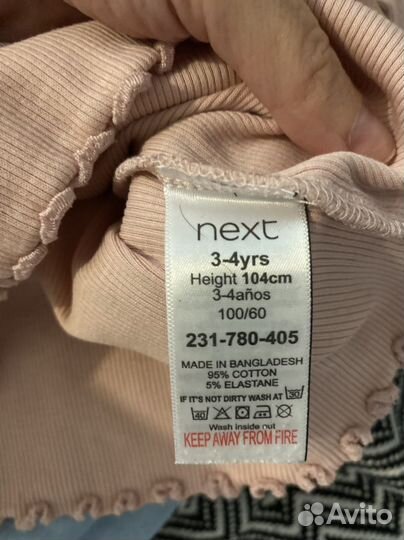 next
3-4yrs
Height 104cm
3-4años
100/60
231-780-405
MADE IN BANGLADESH
95% COTTON
5% ELASTANE
IF IT'S NOT DIRTY WASH AT 30
40
Wash inside out
KEEP AWAY FROM FIRE
Avito